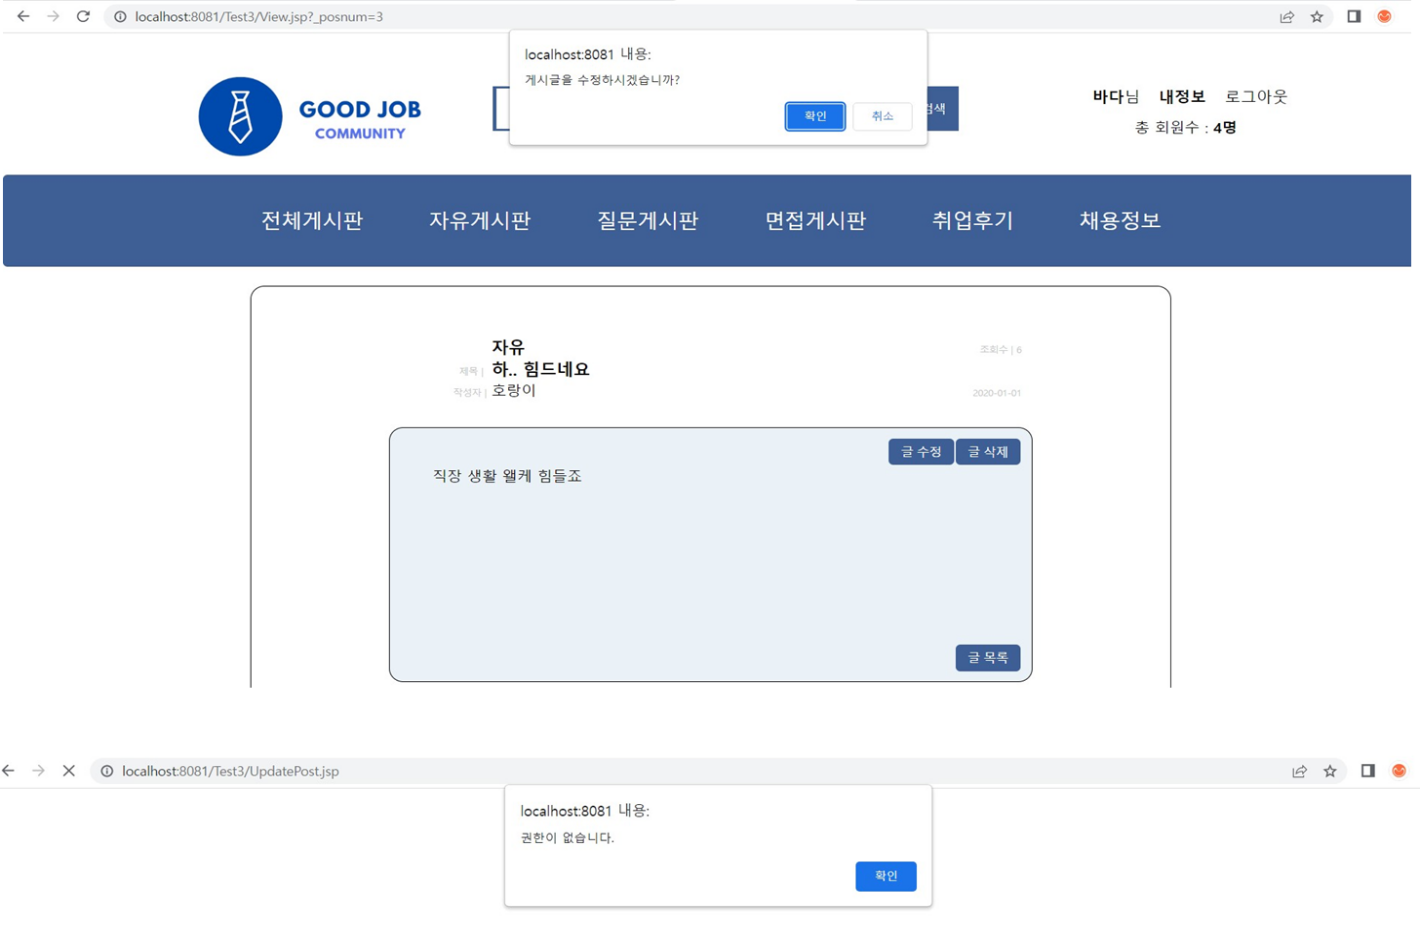 localhost:8081/Test3/View.jsp?_posnum=3
localhost:8081 내용:
게시글을 수정하시겠습니까?
확인 취소
GOOD JOB
COMMUNITY
검색
바다님 내정보 로그아웃
총 회원수 : 4명
전체게시판 자유게시판 질문게시판 면접게시판 취업후기 채용정보
자유
조회수 | 6
제목 | 하.. 힘드네요
작성자 | 호랑이
2020-01-01
글 수정 글 삭제
직장 생활 왤케 힘들죠
글 목록
localhost:8081/Test3/UpdatePost.jsp
localhost:8081 내용:
권한이 없습니다.
확인